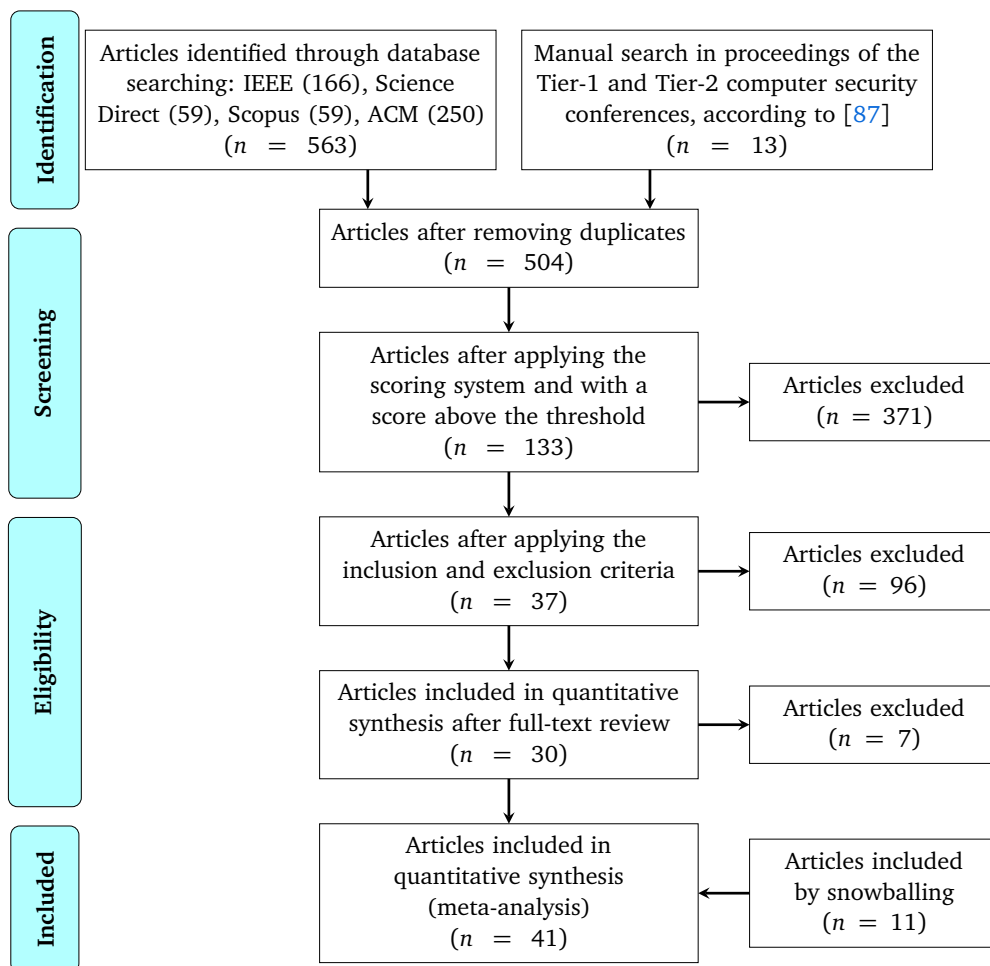 Identification
Articles identified through database
searching: IEEE (166), Science
Direct (59), Scopus (59), ACM (250)
(n = 563)
Manual search in proceedings of the
Tier-1 and Tier-2 computer security
conferences, according to [87]
(n = 13)
Screening
Articles after removing duplicates
(n = 504)
Articles after applying the
scoring system and with a
score above the threshold
(n = 133)
Articles excluded
(n = 371)
Eligibility
Articles after applying the
inclusion and exclusion criteria
(n = 37)
Articles excluded
(n = 96)
Articles included in quantitative
synthesis after full-text review
(n = 30)
Articles excluded
(n = 7)
Included
Articles included in
quantitative synthesis
(meta-analysis)
(n = 41)
Articles included
by snowballing
(n = 11)